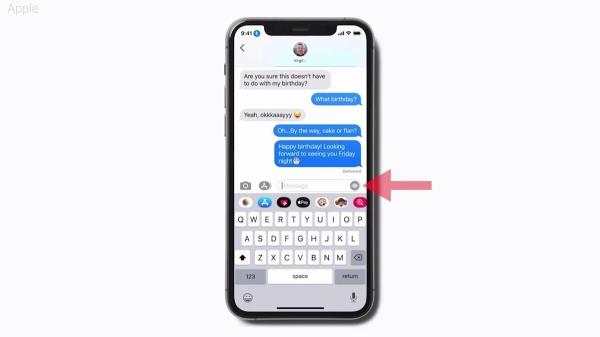 Apple
9:41
Virgil
Are you sure this doesn't have
to do with my birthday?
What birthday?
Yeah, okkkaaayyy
Oh...By the way, cake or flan?
Happy birthday! Looking
forward to seeing you Friday
night
Delivered
Message
Pay
Q W E R T Y U I O P
A S D F G H J K L
Z X C V B N M
123 space return